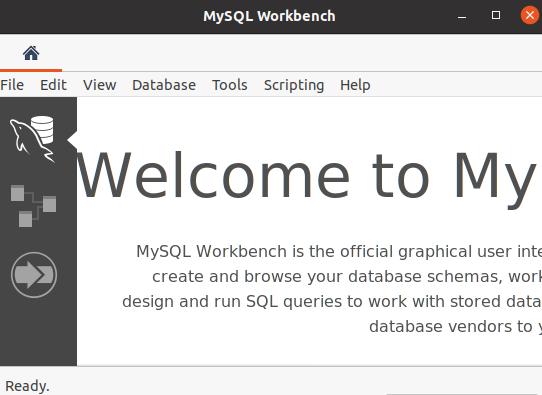 MySQL Workbench
File Edit View Database Tools Scripting Help
Welcome to My
MySQL Workbench is the official graphical user inte
create and browse your database schemas, work
design and run SQL queries to work with stored data
database vendors to y
Ready.